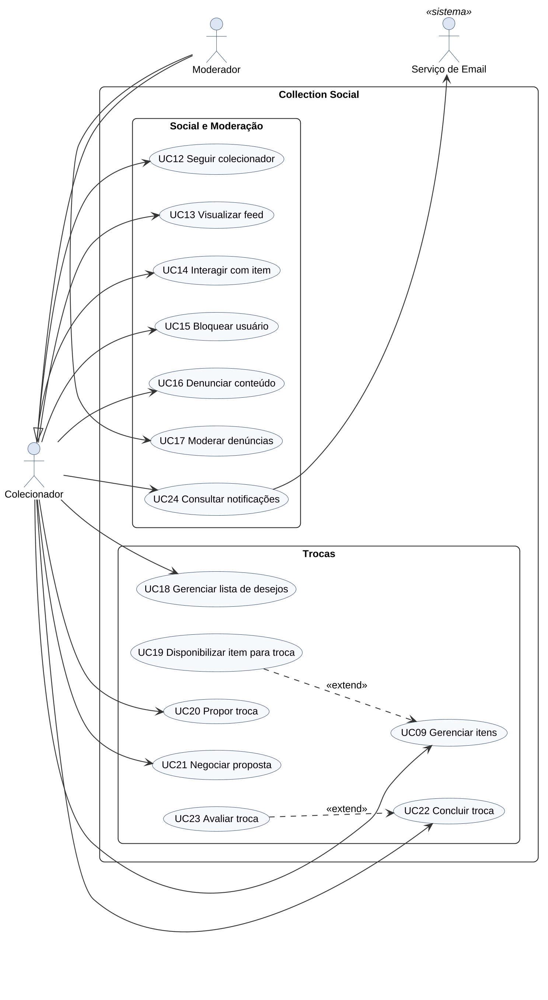 «sistema»
Moderador
Serviço de Email
Collection Social
Social e Moderação
UC12 Seguir colecionador
UC13 Visualizar feed
UC14 Interagir com item
UC15 Bloquear usuário
UC16 Denunciar conteúdo
UC17 Moderar denúncias
Colecionador
UC24 Consultar notificações
Trocas
UC18 Gerenciar lista de desejos
UC19 Disponibilizar item para troca
«extend»
UC20 Propor troca
UC09 Gerenciar itens
UC21 Negociar proposta
«extend»
UC22 Concluir troca
UC23 Avaliar troca